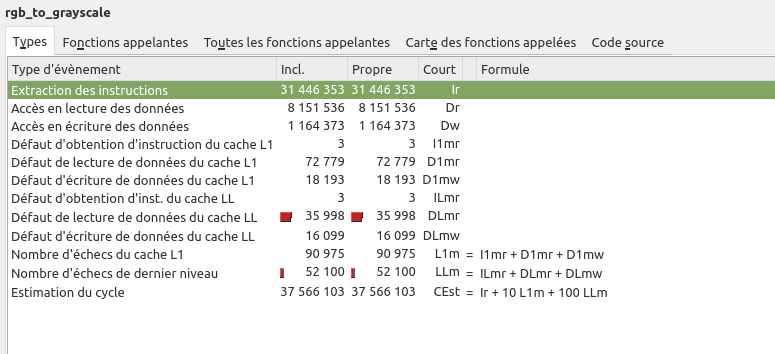 rgb_to_grayscale
Types Fonctions appelantes Toutes les fonctions appelantes Carte des fonctions appelées Code source
Type d'évènement Incl. Propre Court Formule
Extraction des instructions 31 446 353 31 446 353 Ir
Accès en lecture des données 8 151 536 8 151 536 Dr
Accès en écriture des données 1 164 373 1 164 373 Dw
Défaut d'obtention d'instruction du cache L1 3 3 I1mr
Défaut de lecture de données du cache L1 72 779 72 779 D1mr
Défaut d'écriture de données du cache L1 18 193 18 193 D1mw
Défaut d'obtention d'inst. du cache LL 3 3 ILmr
Défaut de lecture de données du cache LL 35 998 35 998 DLmr
Défaut d'écriture de données du cache LL 16 099 16 099 DLmw
Nombre d'échecs du cache L1 90 975 90 975 L1m = I1mr + D1mr + D1mw
Nombre d'échecs de dernier niveau 52 100 52 100 LLm = ILmr + DLmr + DLmw
Estimation du cycle 37 566 103 37 566 103 CEst = Ir + 10 L1m + 100 LLm